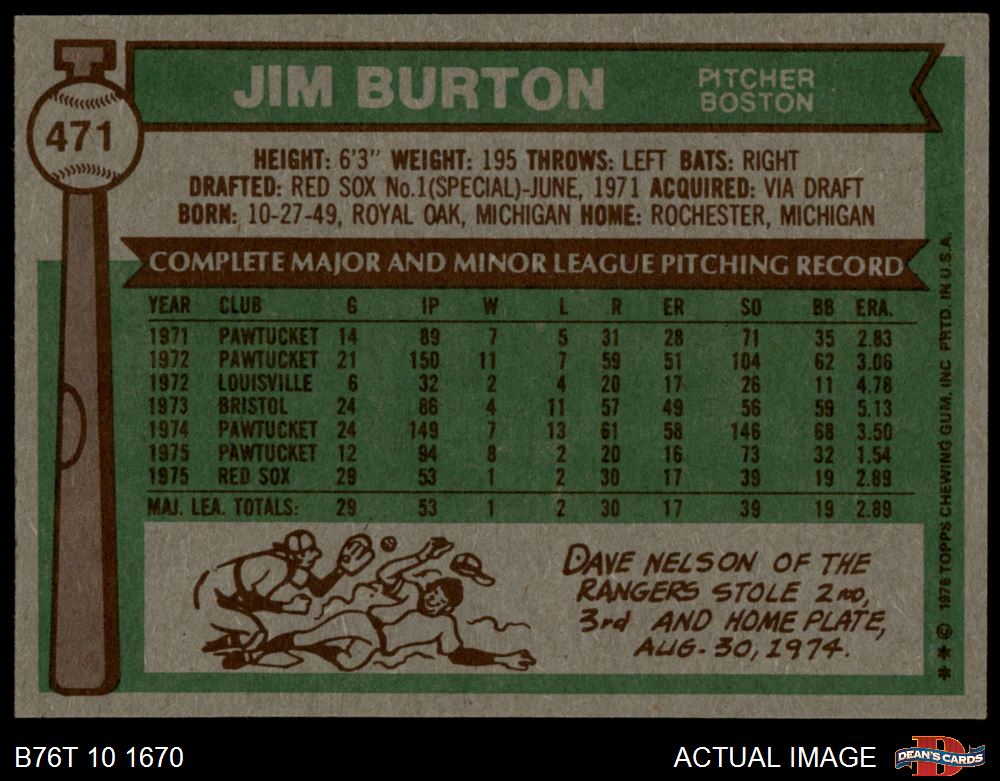 471
JIM BURTON
PITCHER
BOSTON
HEIGHT: 6'3" WEIGHT: 195 THROWS: LEFT BATS: RIGHT
DRAFTED: RED SOX No.1(SPECIAL)-JUNE, 1971 ACQUIRED: VIA DRAFT
BORN: 10-27-49, ROYAL OAK, MICHIGAN HOME: ROCHESTER, MICHIGAN
COMPLETE MAJOR AND MINOR LEAGUE PITCHING RECORD
YEAR CLUB G IP W L R ER SO BB ERA.
1971 PAWTUCKET 14 89 7 5 31 28 71 35 2.83
1972 PAWTUCKET 21 150 11 7 59 51 104 62 3.06
1972 LOUISVILLE 6 32 2 4 20 17 26 11 4.78
1973 BRISTOL 24 86 4 11 57 49 56 59 5.13
1974 PAWTUCKET 24 149 7 13 61 58 146 68 3.50
1975 PAWTUCKET 12 94 8 2 20 16 73 32 1.54
1975 RED SOX 29 53 1 2 30 17 39 19 2.89
MAJ. LEA. TOTALS: 29 53 1 2 30 17 39 19 2.89
DAVE NELSON OF THE
RANGERS STOLE 2ND,
3rd AND HOME PLATE,
AUG. 30, 1974.
** © 1976 TOPPS CHEWING GUM, INC PRTD. IN U.S.A.
B76T 10 1670
ACTUAL IMAGE
D
DEAN'S CARDS